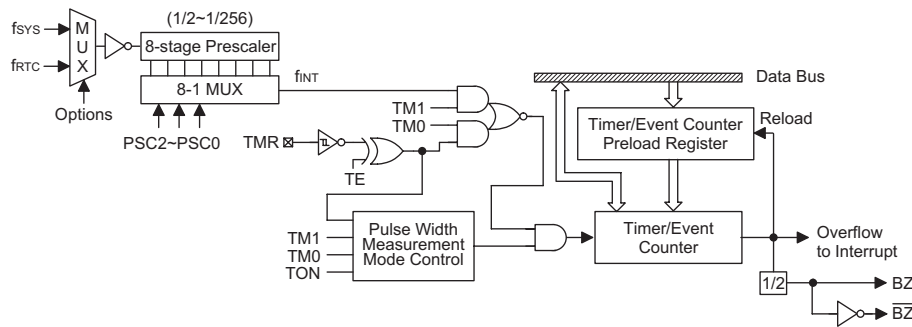 (1/2~1/256)
fSYS
fRTC
M
U
X
Options
8-stage Prescaler
8-1 MUX
PSC2~PSC0
fINT
TM1
TM0
TMR
TE
TM1
TM0
TON
Pulse Width
Measurement
Mode Control
Data Bus
Timer/Event Counter
Preload Register
Reload
Timer/Event
Counter
Overflow
to Interrupt
1/2
BZ
B̅Z̅